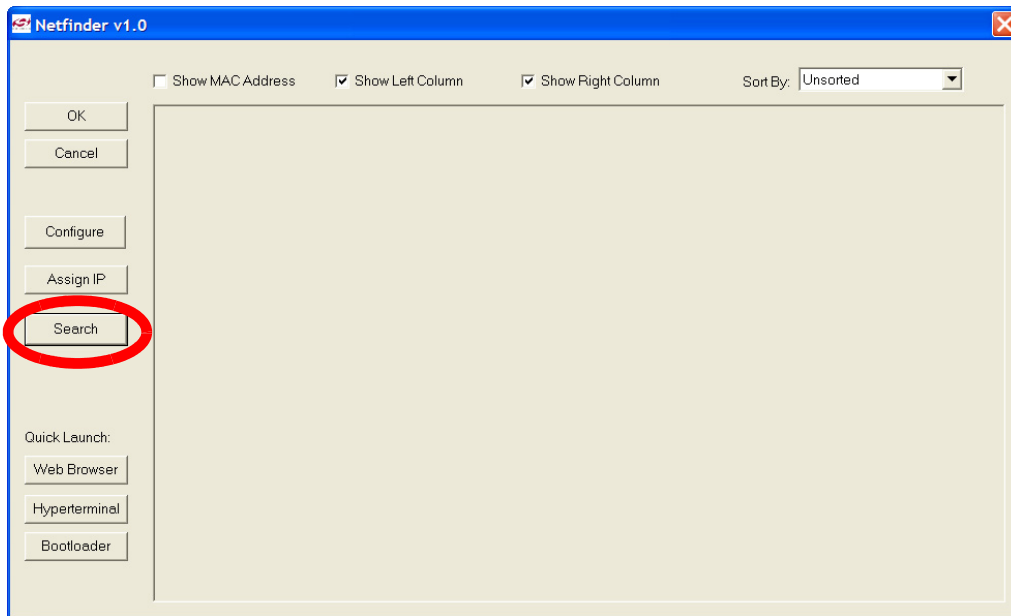 Netfinder v1.0
Show MAC Address Show Left Column Show Right Column Sort By: Unsorted
OK
Cancel
Configure
Assign IP
Search
Quick Launch:
Web Browser
Hyperterminal
Bootloader